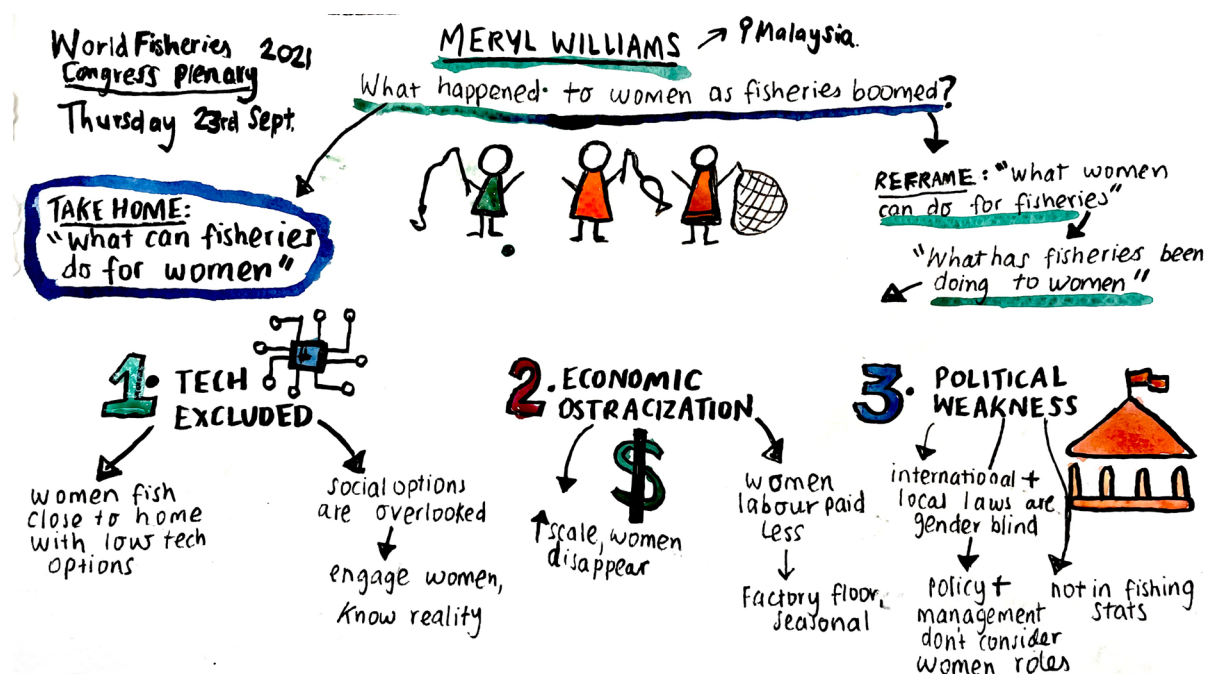 World Fisheries 2021
Congress plenary
Thursday 23rd Sept.
MERYL WILLIAMS
Malaysia.
What happened to women as fisheries boomed?
TAKE HOME:
"what can fisheries
do for women"
REFRAME: "what women
can do for fisheries"
"What has fisheries been
doing to women"
1. TECH
EXCLUDED
women fish
close to home
with low tech
options
social options
are overlooked
engage women,
know reality
2. ECONOMIC
OSTRACIZATION
$
↑scale, women
disappear
women
labour paid
less
Factory floor,
seasonal
3. POLITICAL
WEAKNESS
international +
local laws are
gender blind
policy +
management
don't consider
women roles
not in fishing
stats